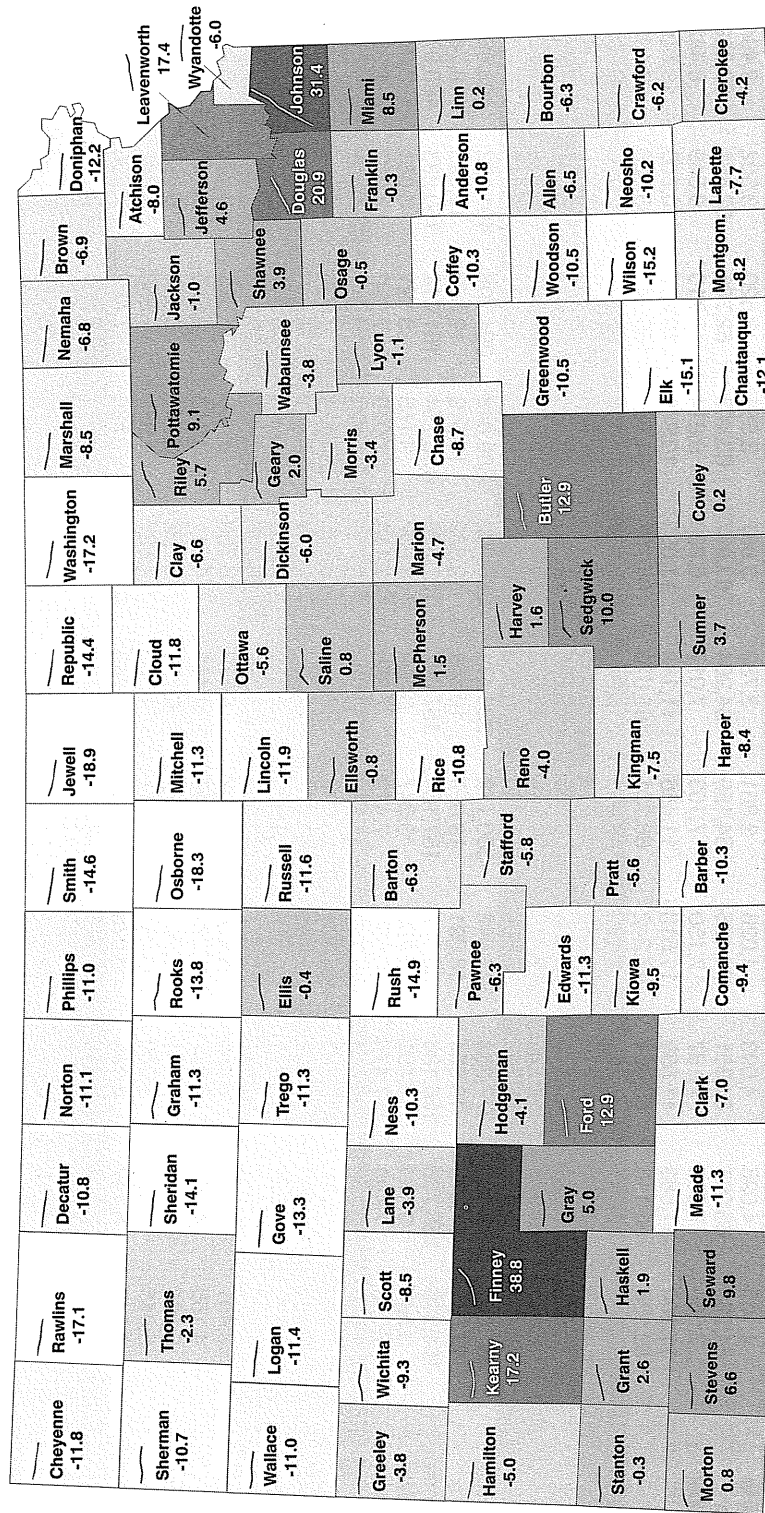 Cheyenne
-11.8
Rawlins
-17.1
Decatur
-10.8
Norton
-11.1
Phillips
-11.0
Smith
-14.6
Jewell
-18.9
Republic
-14.4
Washington
-17.2
Marshall
-8.5
Nemaha
-6.8
Brown
-6.9
Doniphan
-12.2
Sherman
-10.7
Thomas
-2.3
Sheridan
-14.1
Graham
-11.3
Rooks
-13.8
Osborne
-18.3
Mitchell
-11.3
Cloud
-11.8
Clay
-6.6
Riley
5.7
Pottawatomie
9.1
Jackson
-1.0
Atchison
-8.0
Jefferson
4.6
Leavenworth
17.4
Wyandotte
-6.0
Wallace
-11.0
Logan
-11.4
Gove
-13.3
Trego
-11.3
Ellis
-0.4
Russell
-11.6
Lincoln
-11.9
Ottawa
-5.6
Saline
0.8
Dickinson
-6.0
Geary
2.0
Wabaunsee
-3.8
Shawnee
3.9
Douglas
20.9
Johnson
31.4
Greeley
-3.8
Wichita
-9.3
Scott
-8.5
Lane
-3.9
Ness
-10.3
Rush
-14.9
Barton
-6.3
Ellsworth
-0.8
Rice
-10.8
McPherson
1.5
Marion
-4.7
Morris
-3.4
Chase
-8.7
Lyon
-1.1
Osage
-0.5
Franklin
-0.3
Miami
8.5
Hamilton
-5.0
Kearny
17.2
Finney
38.8
Hodgeman
-4.1
Pawnee
-6.3
Stafford
-5.8
Reno
-4.0
Harvey
1.6
Butler
12.9
Greenwood
-10.5
Coffey
-10.3
Anderson
-10.8
Linn
0.2
Stanton
-0.3
Grant
2.6
Haskell
1.9
Gray
5.0
Ford
12.9
Edwards
-11.3
Kiowa
-9.5
Pratt
-5.6
Kingman
-7.5
Sedgwick
10.0
Woodson
-10.5
Allen
-6.5
Bourbon
-6.3
Morton
0.8
Stevens
6.6
Seward
9.8
Meade
-11.3
Clark
-7.0
Comanche
-9.4
Barber
-10.3
Harper
-8.4
Sumner
3.7
Cowley
0.2
Elk
-15.1
Chautauqua
-12.1
Wilson
-15.2
Montgom.
-8.2
Neosho
-10.2
Labette
-7.7
Crawford
-6.2
Cherokee
-4.2